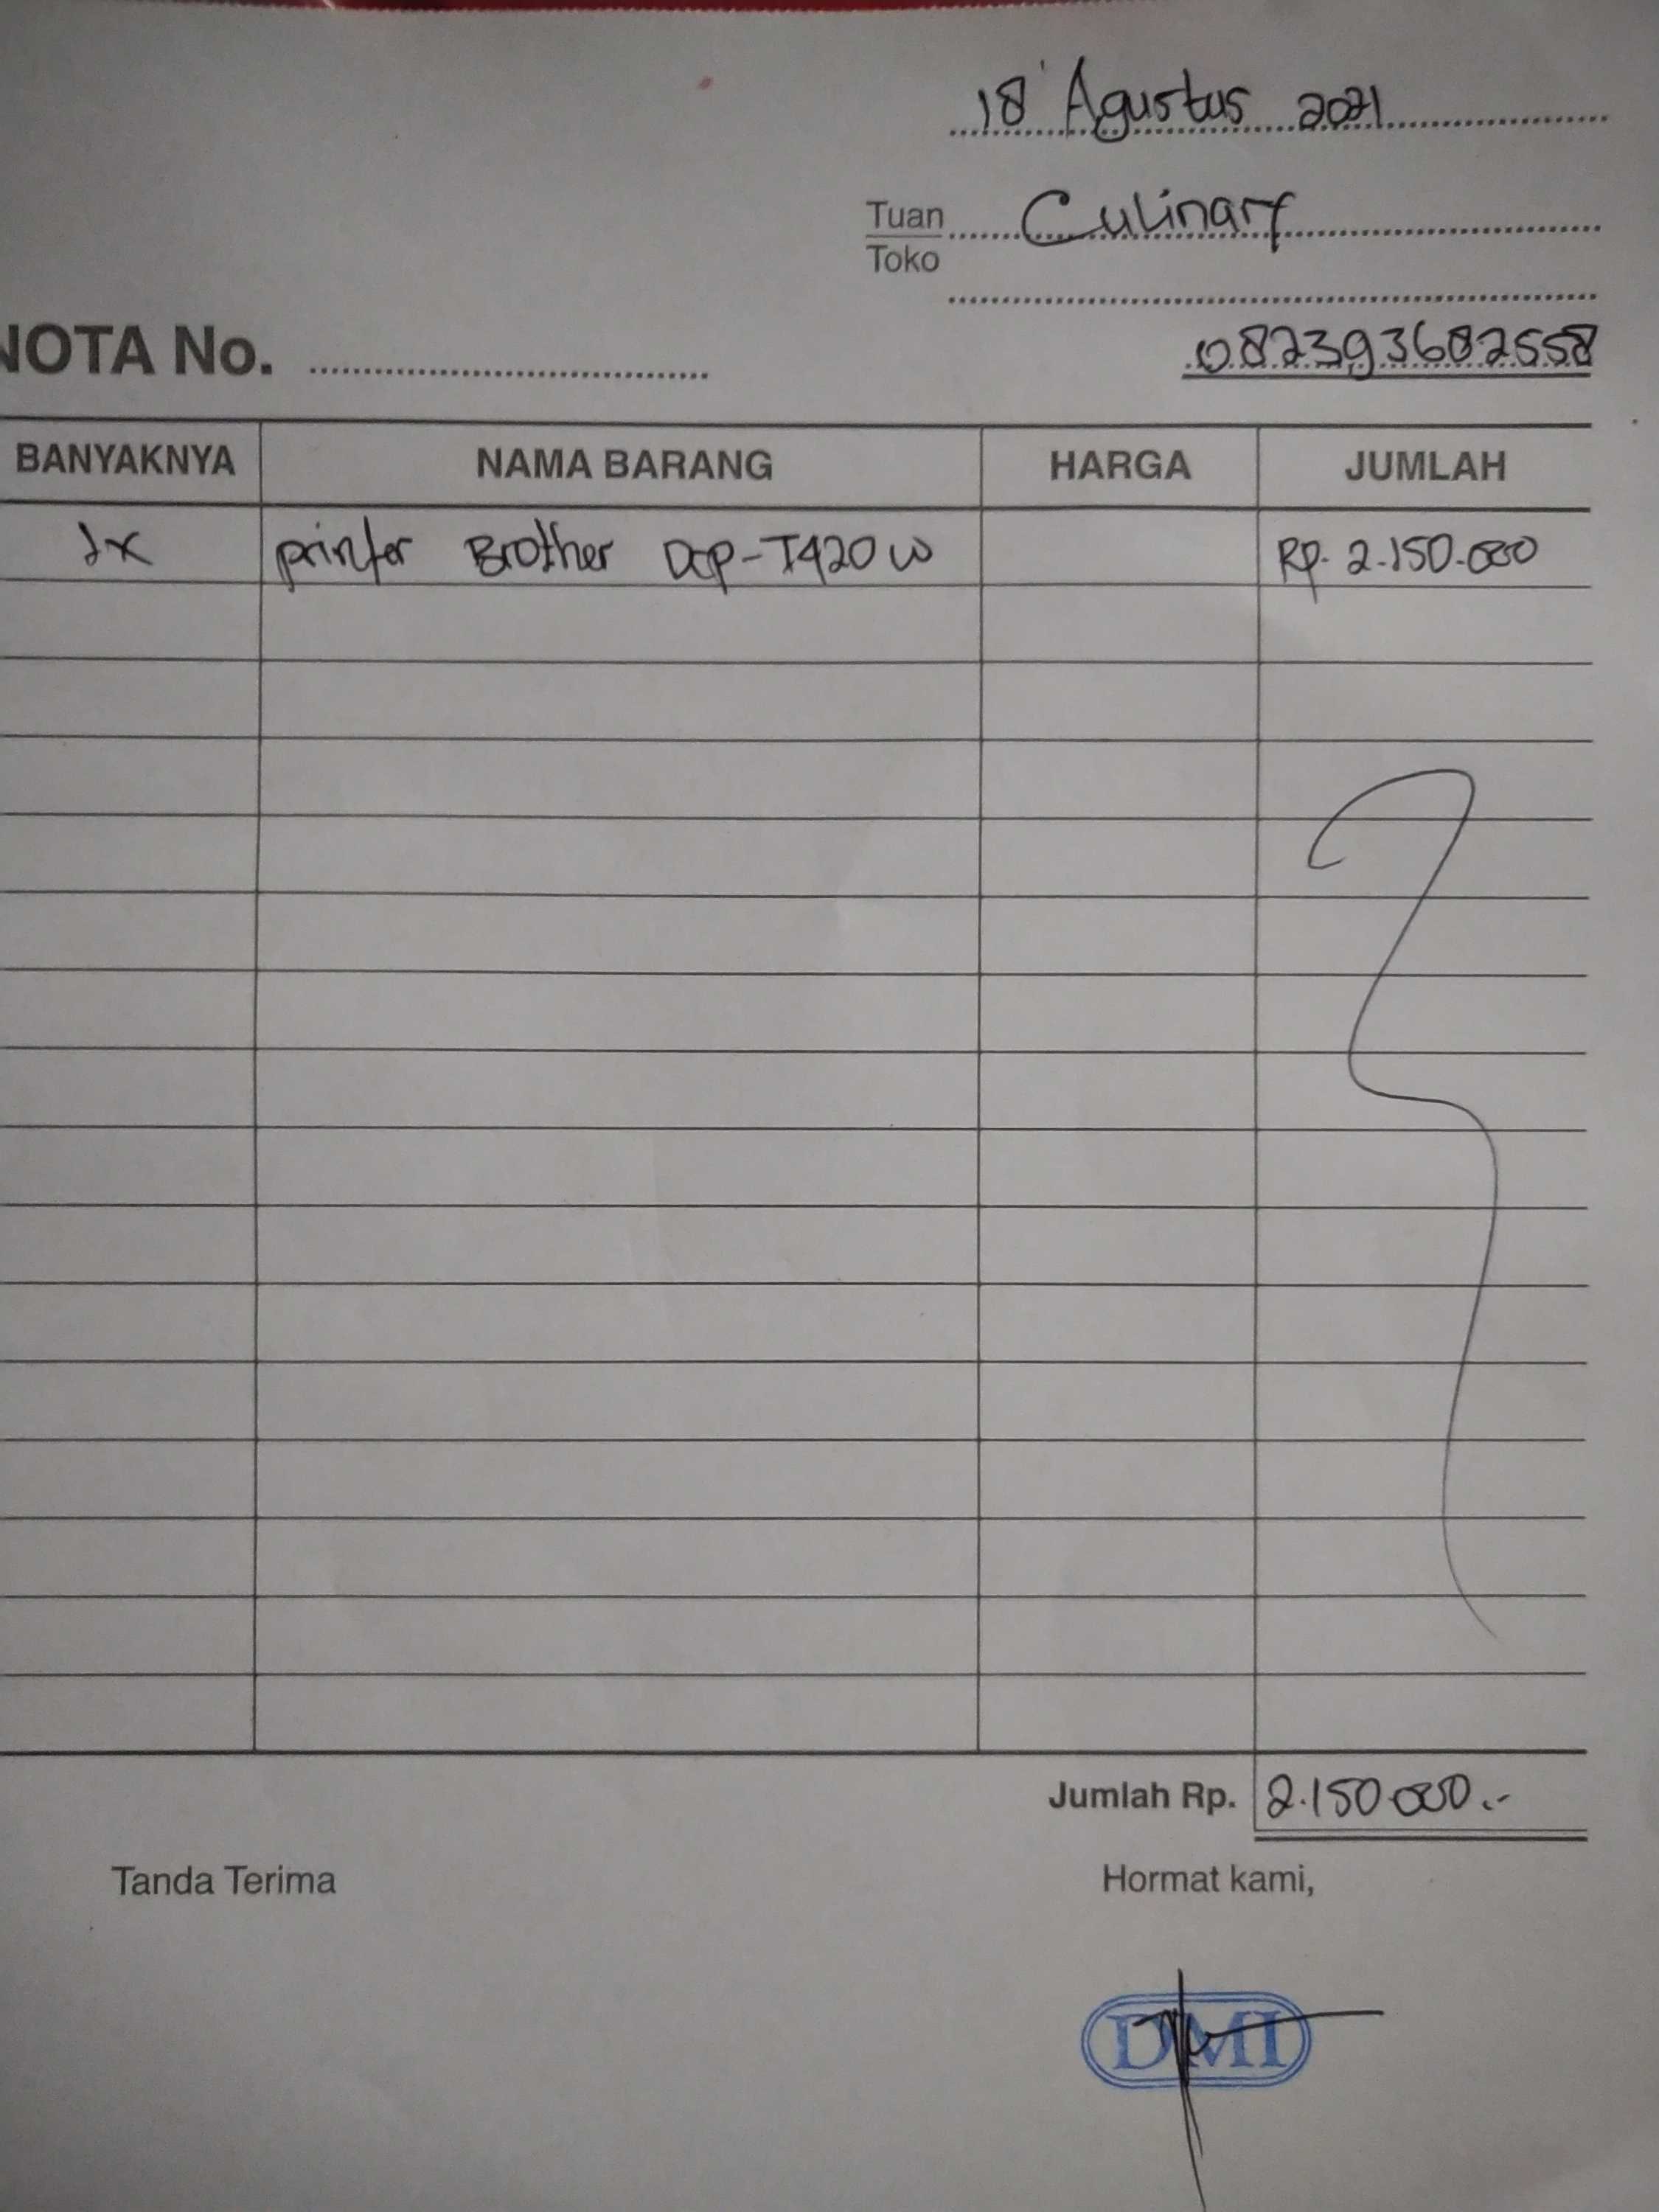 18 Agustus 2021
Tuan Culinary
Toko
082393682558
NOTA No.
BANYAKNYA NAMA BARANG HARGA JUMLAH
1x printer Brother DCP-T420W Rp. 2.150.000
Jumlah Rp. 2.150.000.-
Tanda Terima Hormat kami,
DMI